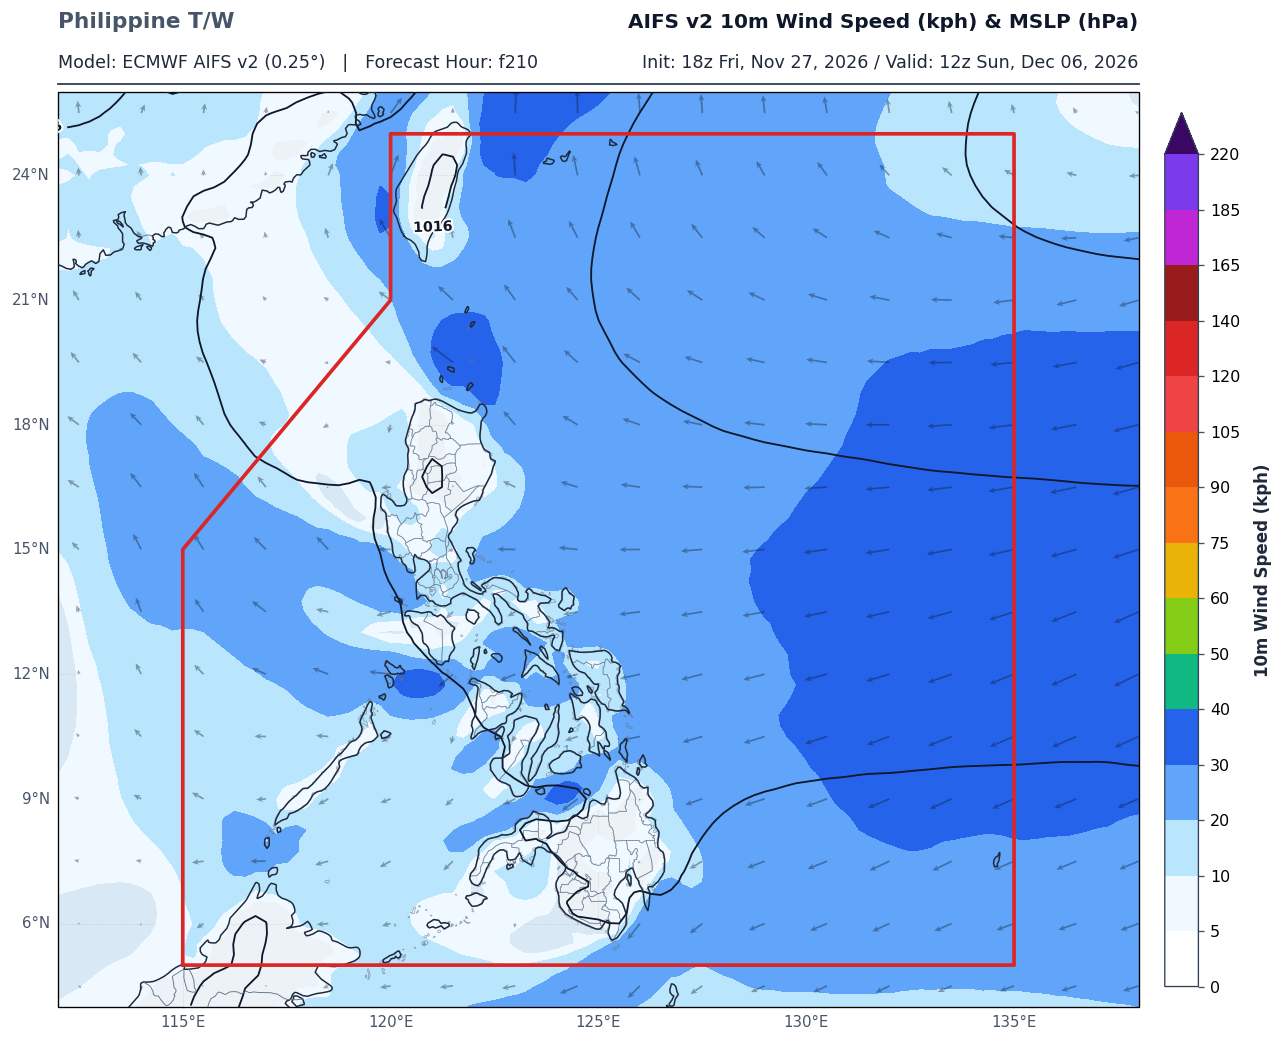 Philippine T/W
AIFS v2 10m Wind Speed (kph) & MSLP (hPa)
Model: ECMWF AIFS v2 (0.25°) | Forecast Hour: f210
Init: 18z Fri, Nov 27, 2026 / Valid: 12z Sun, Dec 06, 2026
24°N
21°N
18°N
15°N
12°N
9°N
6°N
1016
115°E
120°E
125°E
130°E
135°E
220
185
165
140
120
105
90
75
60
50
40
30
20
10
5
0
10m Wind Speed (kph)